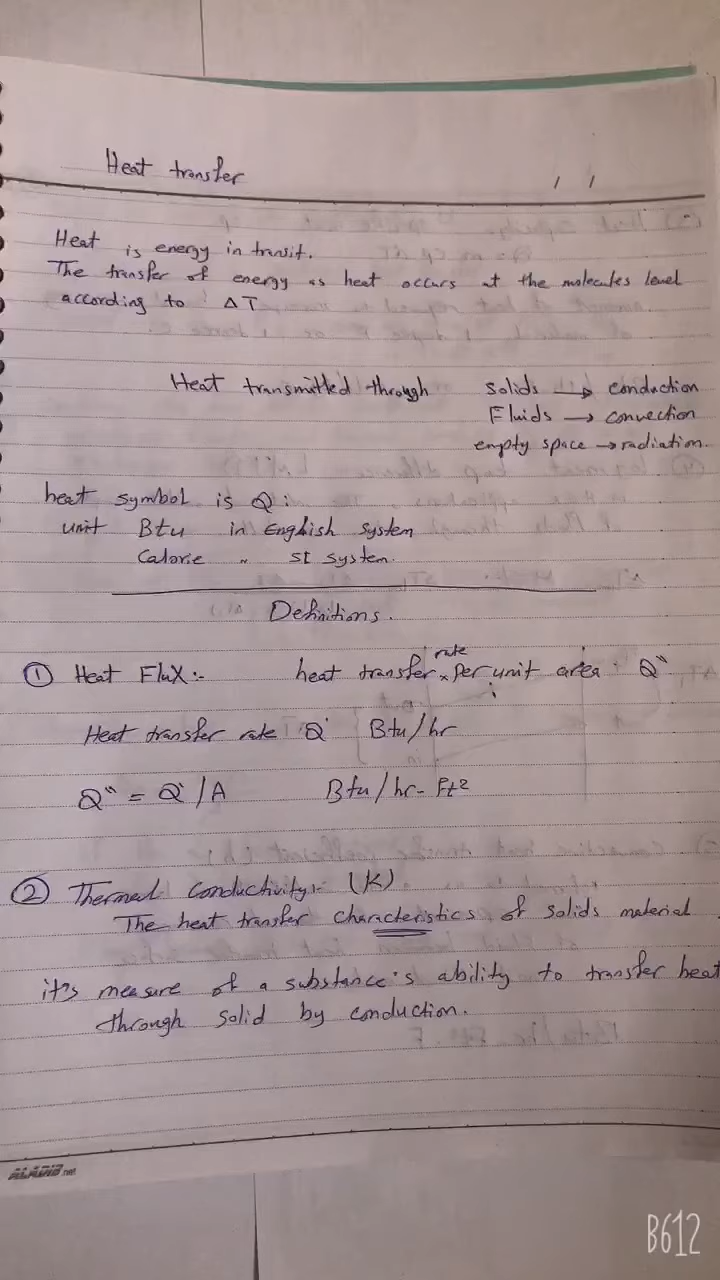 Heat transfer
/ /
Heat is energy in transit.
The transfer of energy as heat occurs at the molecules level
according to ΔT
Heat transmitted through solids → conduction
Fluids → convection
empty space → radiation.
heat symbol is Q:
unit Btu in English system
Calorie " SI system.
Definitions.
① Heat Flux:- heat transfer rate per unit area : Q"
Heat transfer rate Q̇ Btu/hr
Q" = Q̇ /A Btu/hr- Ft²
② Thermal Conductivity:- (K)
The heat transfer characteristics of solids material
it's measure of a substance's ability to transfer heat
through solid by conduction.
ALARIB.net
B612